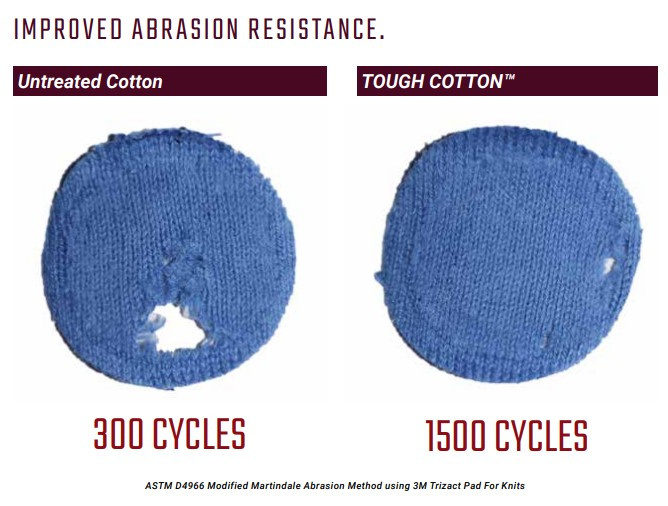 IMPROVED ABRASION RESISTANCE.
Untreated Cotton
TOUGH COTTON™
300 CYCLES
1500 CYCLES
ASTM D4966 Modified Martindale Abrasion Method using 3M Trizact Pad For Knits